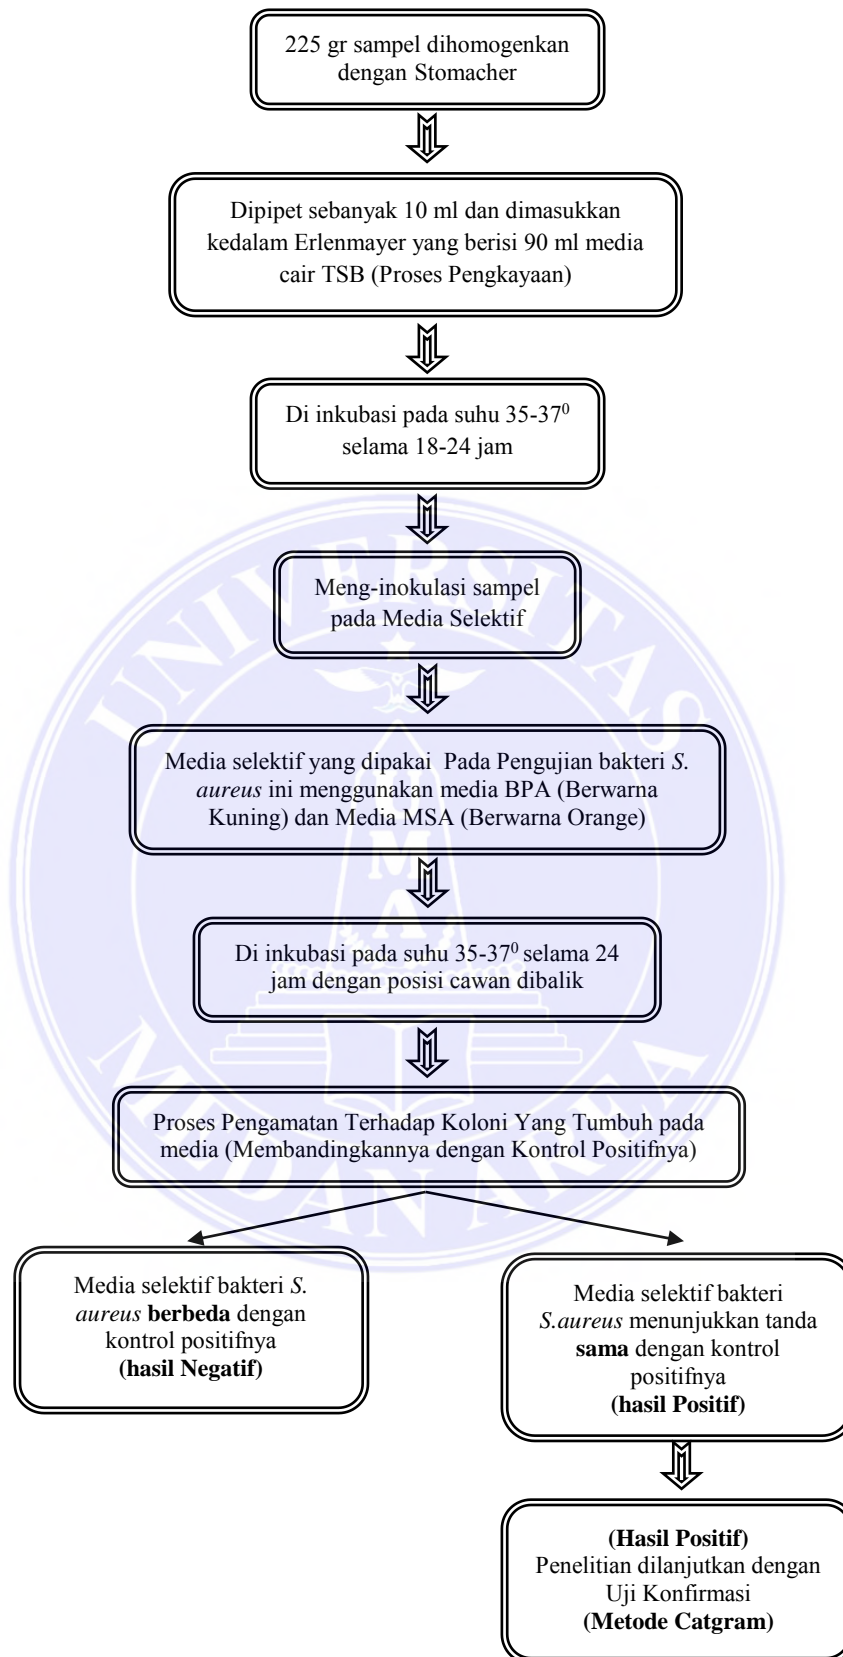 225 gr sampel dihomogenkan
dengan Stomacher
Dipipet sebanyak 10 ml dan dimasukkan
kedalam Erlenmayer yang berisi 90 ml media
cair TSB (Proses Pengkayaan)
Di inkubasi pada suhu 35-37⁰
selama 18-24 jam
Meng-inokulasi sampel
pada Media Selektif
Media selektif yang dipakai Pada Pengujian bakteri S.
aureus ini menggunakan media BPA (Berwarna
Kuning) dan Media MSA (Berwarna Orange)
Di inkubasi pada suhu 35-37⁰ selama 24
jam dengan posisi cawan dibalik
Proses Pengamatan Terhadap Koloni Yang Tumbuh pada
media (Membandingkannya dengan Kontrol Positifnya)
Media selektif bakteri S.
aureus berbeda dengan
kontrol positifnya
(hasil Negatif)
Media selektif bakteri
S.aureus menunjukkan tanda
sama dengan kontrol
positifnya
(hasil Positif)
(Hasil Positif)
Penelitian dilanjutkan dengan
Uji Konfirmasi
(Metode Catgram)
UNIVERSITAS
UMA
MEDAN AREA